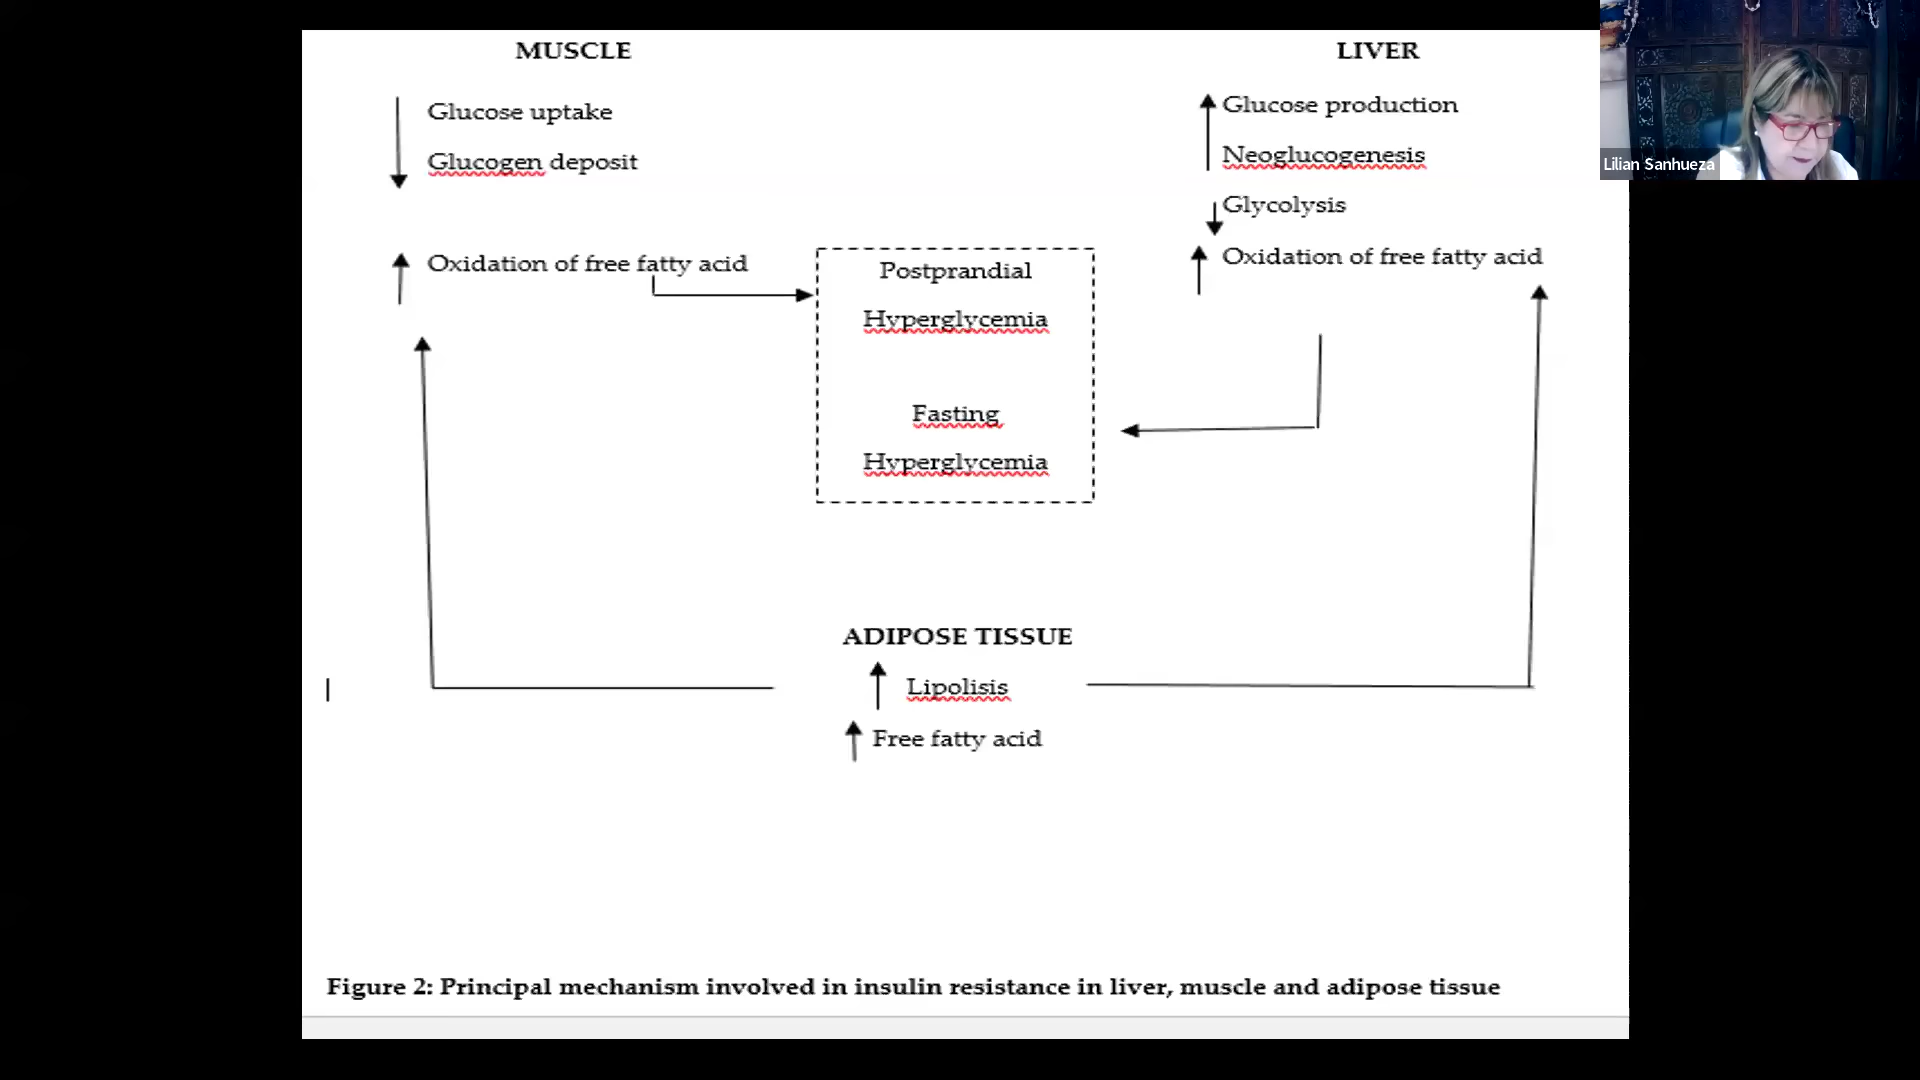 MUSCLE
Glucose uptake
Glucogen deposit
Oxidation of free fatty acid
LIVER
Glucose production
Neoglucogenesis
Glycolysis
Oxidation of free fatty acid
Postprandial
Hyperglycemia
Fasting
Hyperglycemia
ADIPOSE TISSUE
Lipolisis
Free fatty acid
Figure 2: Principal mechanism involved in insulin resistance in liver, muscle and adipose tissue
Lilian Sanhueza